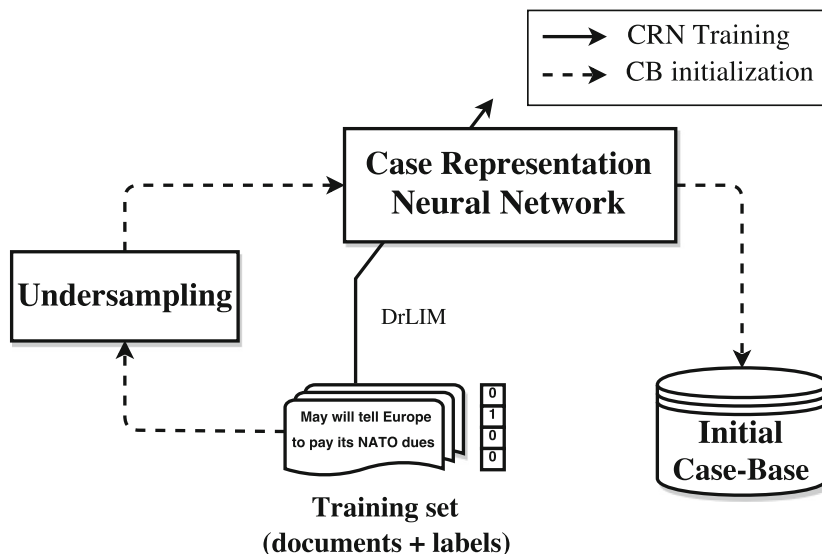 CRN Training
CB initialization
Case Representation
Neural Network
Undersampling
DrLIM
May will tell Europe
to pay its NATO dues
0
1
0
0
Initial
Case-Base
Training set
(documents + labels)